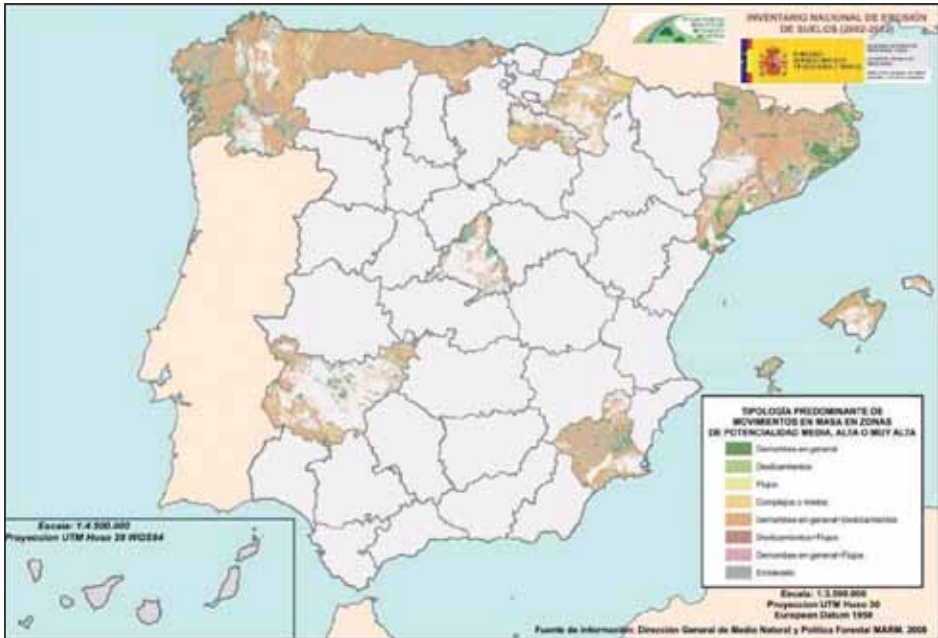 INVENTARIO NACIONAL DE EROSIÓN
DE SUELOS (2002-2012)
TIPOLOGÍA PREDOMINANTE DE
MOVIMIENTOS EN MASA EN ZONAS
DE POTENCIALIDAD MEDIA, ALTA O MUY ALTA
Derrumbes en general
Deslizamientos
Flujos
Complejos o mixtos
Derrumbes en general+Deslizamientos
Deslizamientos+Flujos
Derrumbes en general+Flujos
Escala: 1:4.500.000
Proyeccion UTM Huso 28 WGS84
Escala: 1:3.500.000
Proyeccion UTM Huso 30
European Datum 1950
Fuente de información: Dirección General de Medio Natural y Política Forestal MARM, 2008